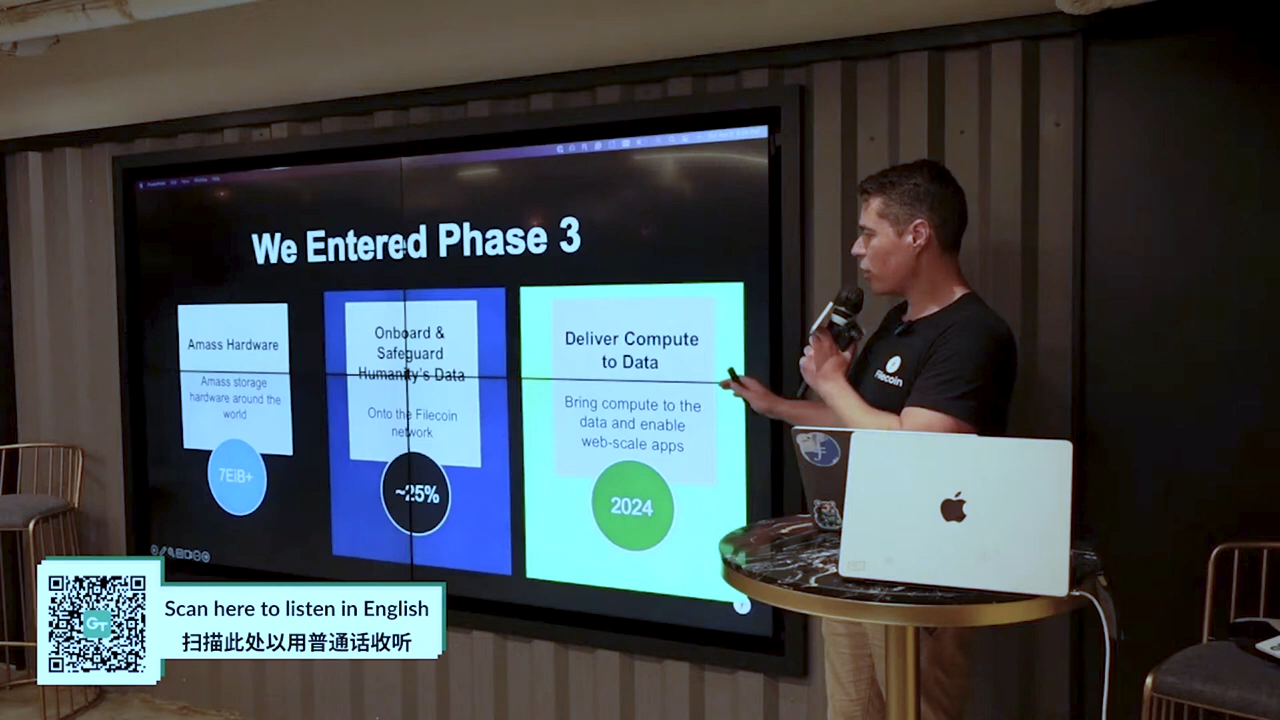 We Entered Phase 3
Amass Hardware
Amass storage
hardware around the
world
7EiB+
Onboard &
Safeguard
Humanity's Data
Onto the Filecoin
network
~25%
Deliver Compute
to Data
Bring compute to the
data and enable
web-scale apps
2024
Filecoin
GT
Scan here to listen in English
扫描此处以用普通话收听